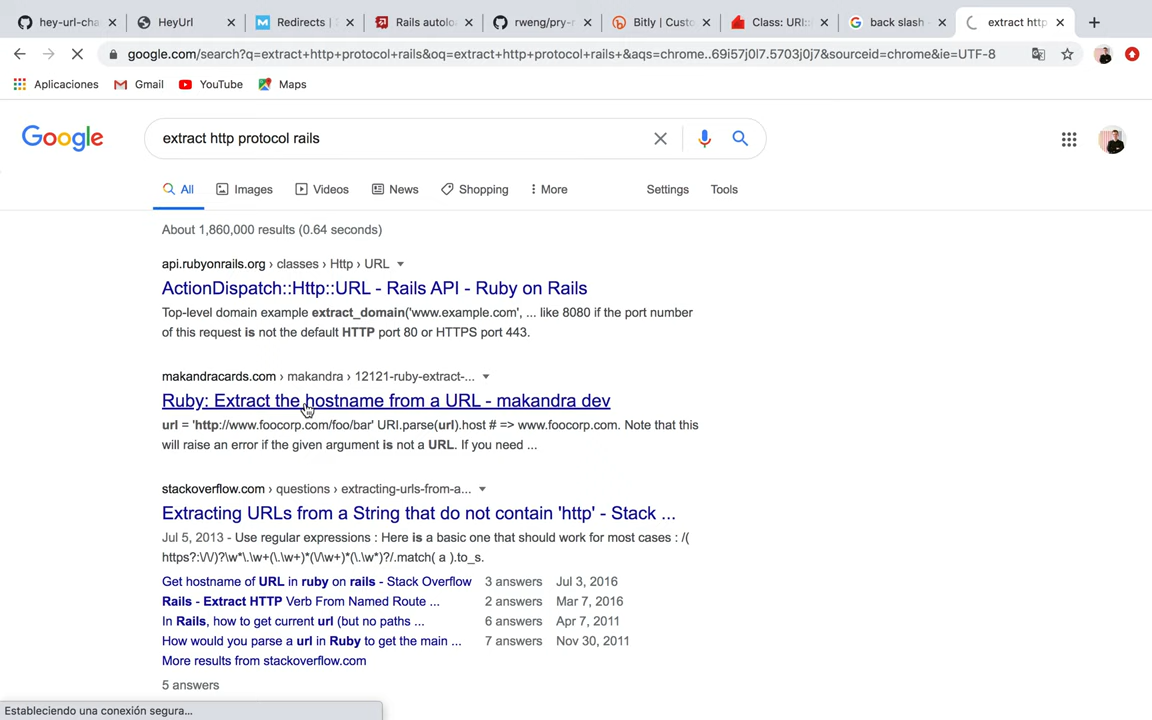 hey-url-cha
HeyUrl
Redirects |
Rails autolo
rweng/pry-
Bitly | Custo
Class: URI::
back slash -
extract http
google.com/search?q=extract+http+protocol+rails&oq=extract+http+protocol+rails+&aqs=chrome..69i57j0l7.5703j0j7&sourceid=chrome&ie=UTF-8
Aplicaciones
Gmail
YouTube
Maps
Google
extract http protocol rails
All
Images
Videos
News
Shopping
More
Settings
Tools
About 1,860,000 results (0.64 seconds)
api.rubyonrails.org › classes › Http › URL
ActionDispatch::Http::URL - Rails API - Ruby on Rails
Top-level domain example extract_domain('www.example.com', ... like 8080 if the port number
of this request is not the default HTTP port 80 or HTTPS port 443.
makandracards.com › makandra › 12121-ruby-extract-...
Ruby: Extract the hostname from a URL - makandra dev
url = 'http://www.foocorp.com/foo/bar' URI.parse(url).host # => www.foocorp.com. Note that this
will raise an error if the given argument is not a URL. If you need ...
stackoverflow.com › questions › extracting-urls-from-a...
Extracting URLs from a String that do not contain 'http' - Stack ...
Jul 5, 2013 - Use regular expressions : Here is a basic one that should work for most cases : /(
https?:\/\/)?\w*\.\w+(\.\w+)*(\/\w+)*(\.\w*)?/.match( a ).to_s.
Get hostname of URL in ruby on rails - Stack Overflow 3 answers Jul 3, 2016
Rails - Extract HTTP Verb From Named Route ... 2 answers Mar 7, 2016
In Rails, how to get current url (but no paths ... 6 answers Apr 7, 2011
How would you parse a url in Ruby to get the main ... 7 answers Nov 30, 2011
More results from stackoverflow.com
5 answers
Estableciendo una conexión segura...